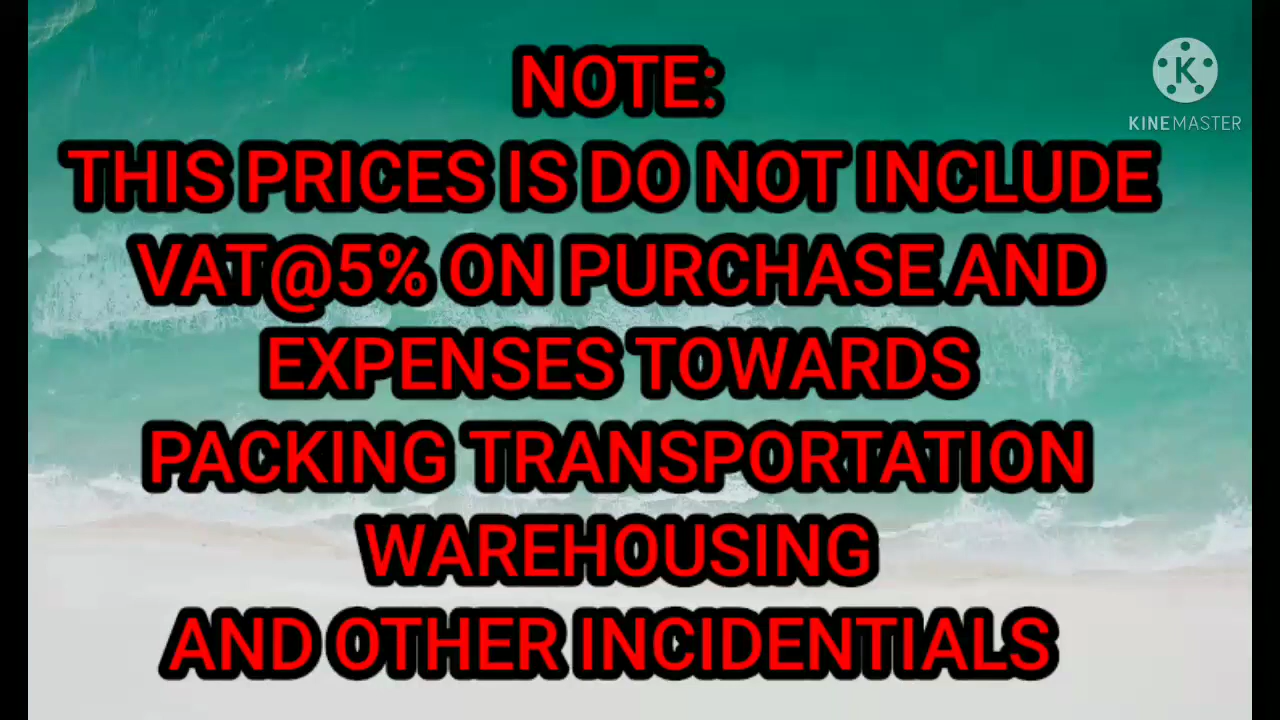 NOTE:
THIS PRICES IS DO NOT INCLUDE
VAT@5% ON PURCHASE AND
EXPENSES TOWARDS
PACKING TRANSPORTATION
WAREHOUSING
AND OTHER INCIDENTIALS
K
KINEMASTER